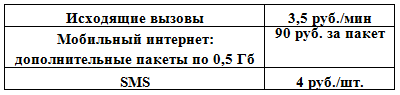 Исходящие вызовы 3,5 руб./мин
Мобильный интернет: 90 руб. за пакет
дополнительные пакеты по 0,5 Гб
SMS 4 руб./шт.